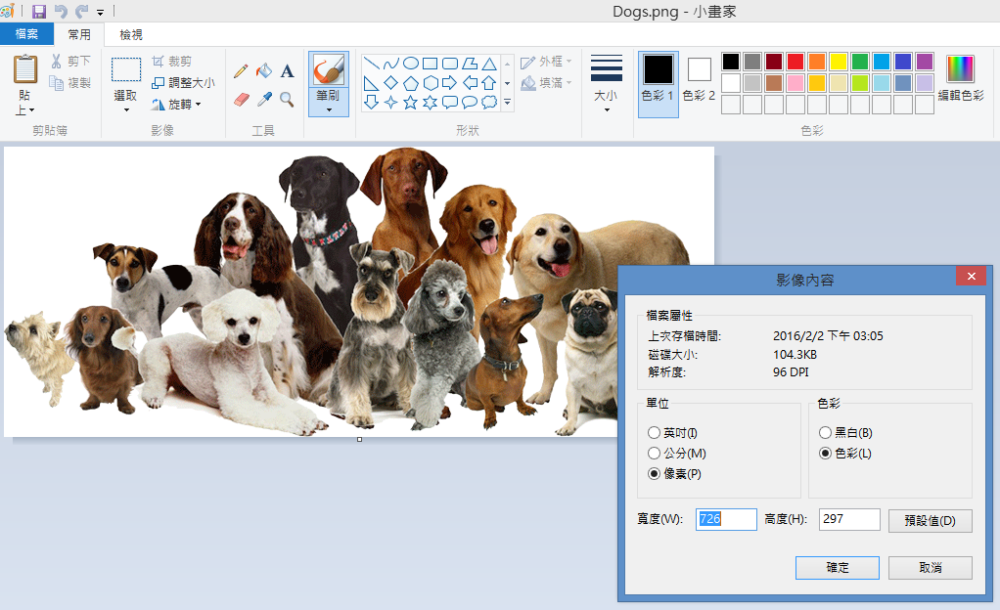 Dogs.png - 小畫家
檔案 常用 檢視
貼上
剪下
複製
剪貼簿
選取
裁剪
調整大小
旋轉
影像
A
工具
筆刷
外框
填滿
形狀
大小
色彩 1
色彩 2
編輯色彩
色彩
影像內容
檔案屬性
上次存檔時間: 2016/2/2 下午 03:05
磁碟大小: 104.3KB
解析度: 96 DPI
單位
英吋(I)
公分(M)
像素(P)
色彩
黑白(B)
色彩(L)
寬度(W): 726 高度(H): 297 預設值(D)
確定 取消